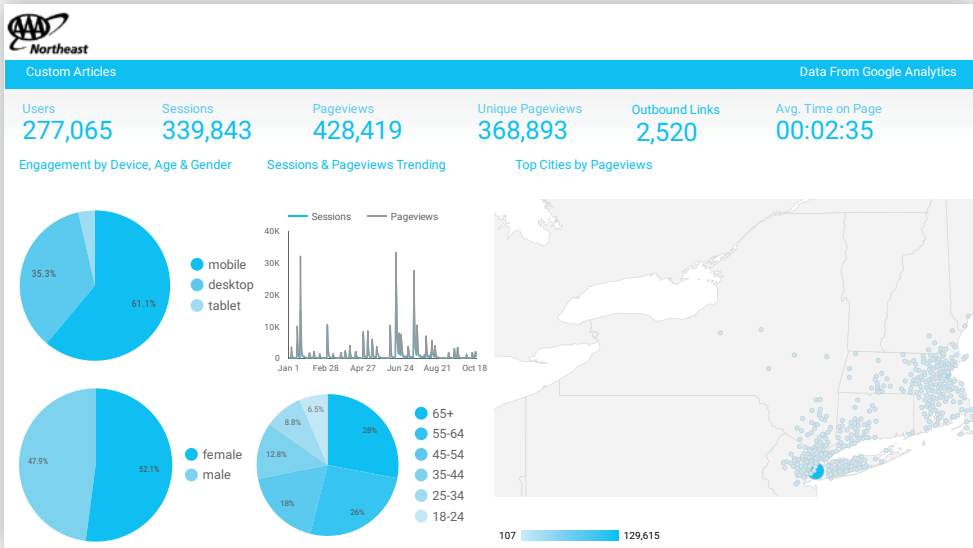 AAA
Northeast
Custom Articles
Data From Google Analytics
Users
277,065
Sessions
339,843
Pageviews
428,419
Unique Pageviews
368,893
Outbound Links
2,520
Avg. Time on Page
00:02:35
Engagement by Device, Age & Gender
Sessions & Pageviews Trending
Top Cities by Pageviews
35.3%
61.1%
mobile
desktop
tablet
Sessions
Pageviews
40K
30K
20K
10K
0
Jan 1 Feb 28 Apr 27 Jun 24 Aug 21 Oct 18
47.9%
52.1%
female
male
6.5%
8.8%
12.8%
18%
28%
26%
65+
55-64
45-54
35-44
25-34
18-24
107
129,615